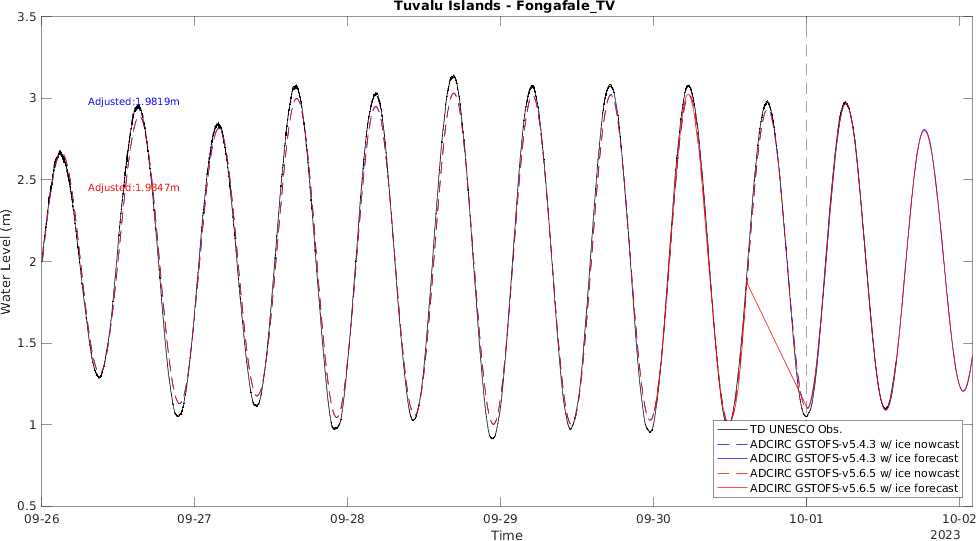 Tuvalu Islands - Fongafale_TV
3.5
3
2.5
2
1.5
1
0.5
Water Level (m)
Adjusted:1.9819m
Adjusted:1.9847m
TD UNESCO Obs.
ADCIRC GSTOFS-v5.4.3 w/ ice nowcast
ADCIRC GSTOFS-v5.4.3 w/ ice forecast
ADCIRC GSTOFS-v5.6.5 w/ ice nowcast
ADCIRC GSTOFS-v5.6.5 w/ ice forecast
09-26 09-27 09-28 09-29 09-30 10-01 10-02
Time
2023